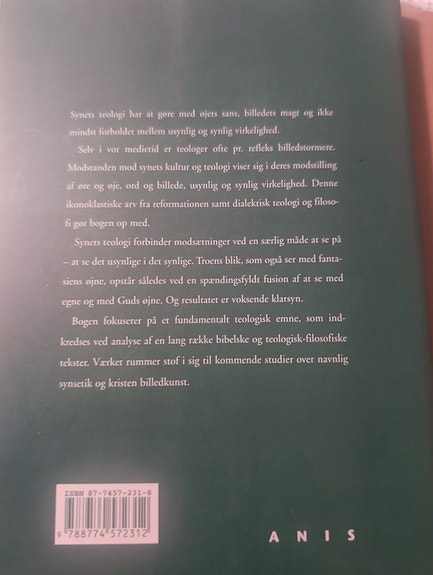 Synets teologi har at gøre med øjets sans, billedets magt og ikke
mindst forholdet mellem usynlig og synlig virkelighed.
Selv i vor medietid er teologer ofte pr. refleks billedstormere.
Modstanden mod synets kultur og teologi viser sig i deres modstilling
af øre og øje, ord og billede, usynlig og synlig virkelighed. Denne
ikonoklastiske arv fra reformationen samt dialektisk teologi og filoso-
fi gør bogen op med.
Synets teologi forbinder modsætninger ved en særlig måde at se på
– at se det usynlige i det synlige. Troens blik, som også ser med fanta-
siens øjne, opstår således ved en spændingsfyldt fusion af at se med
egne og med Guds øjne. Og resultatet er voksende klarsyn.
Bogen fokuserer på et fundamentalt teologisk emne, som ind-
kredses ved analyse af en lang række bibelske og teologisk-filosofiske
tekster. Værket rummer stof i sig til kommende studier over navnlig
synsetik og kristen billedkunst.
ISBN 87-7457-231-8
9 788774 572312
ANIS